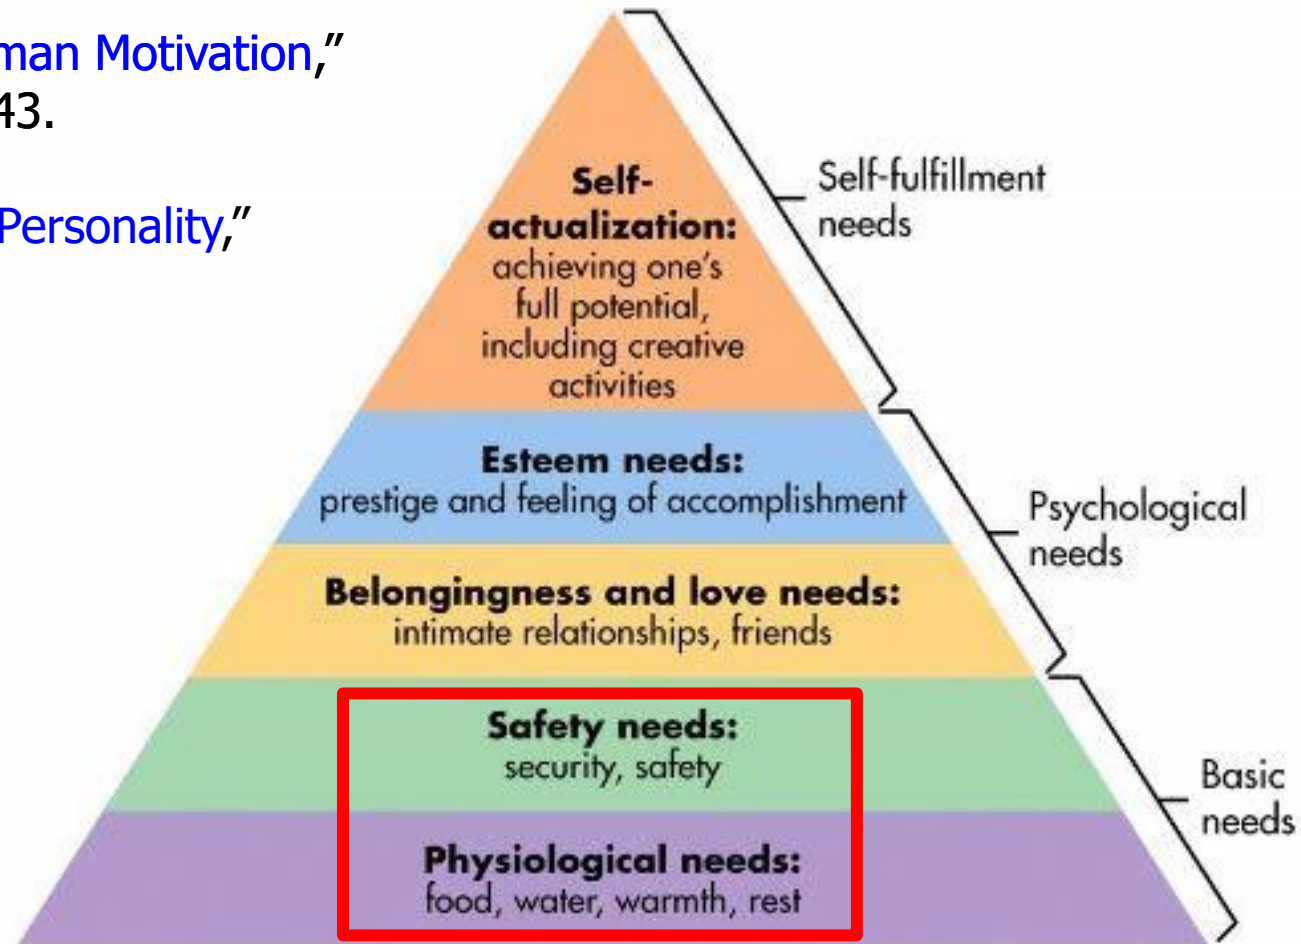 man Motivation,”
43.
Personality,”
Self-
actualization:
achieving one’s
full potential,
including creative
activities
Self-fulfillment
needs
Esteem needs:
prestige and feeling of accomplishment
Belongingness and love needs:
intimate relationships, friends
Psychological
needs
Safety needs:
security, safety
Physiological needs:
food, water, warmth, rest
Basic
needs